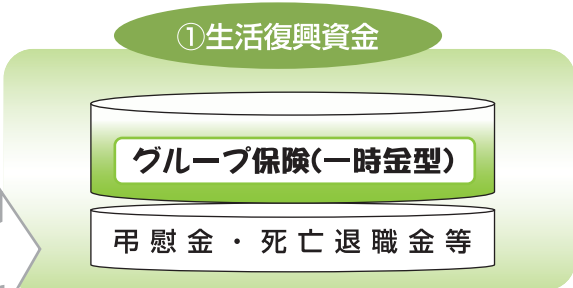 ①生活復興資金
グループ保険(一時金型)
弔慰金・死亡退職金等